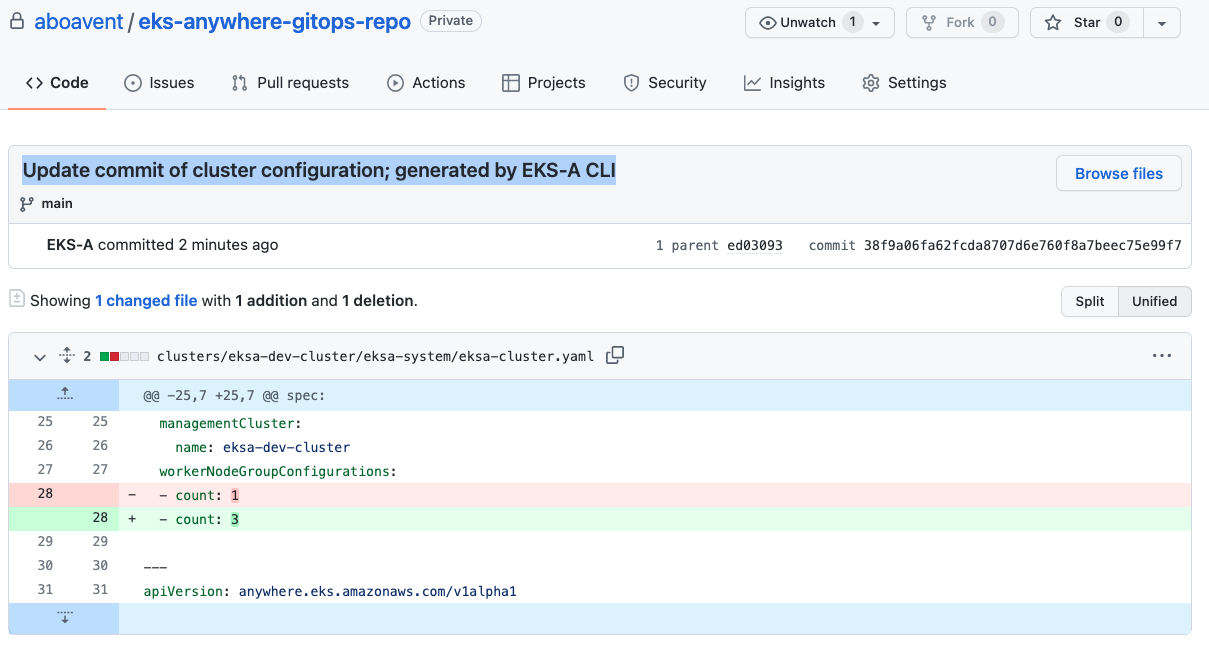 aboavent / eks-anywhere-gitops-repo Private Unwatch 1 Fork 0 Star 0
Code Issues Pull requests Actions Projects Security Insights Settings
Update commit of cluster configuration; generated by EKS-A CLI Browse files
main
EKS-A committed 2 minutes ago 1 parent ed03093 commit 38f9a06fa62fcda8707d6e760f8a7beec75e99f7
Showing 1 changed file with 1 addition and 1 deletion. Split Unified
2 clusters/eksa-dev-cluster/eksa-system/eksa-cluster.yaml
@@ -25,7 +25,7 @@ spec:
25 25 managementCluster:
26 26 name: eksa-dev-cluster
27 27 workerNodeGroupConfigurations:
28 - - count: 1
28 + - count: 3
29 29
30 30 ---
31 31 apiVersion: anywhere.eks.amazonaws.com/v1alpha1